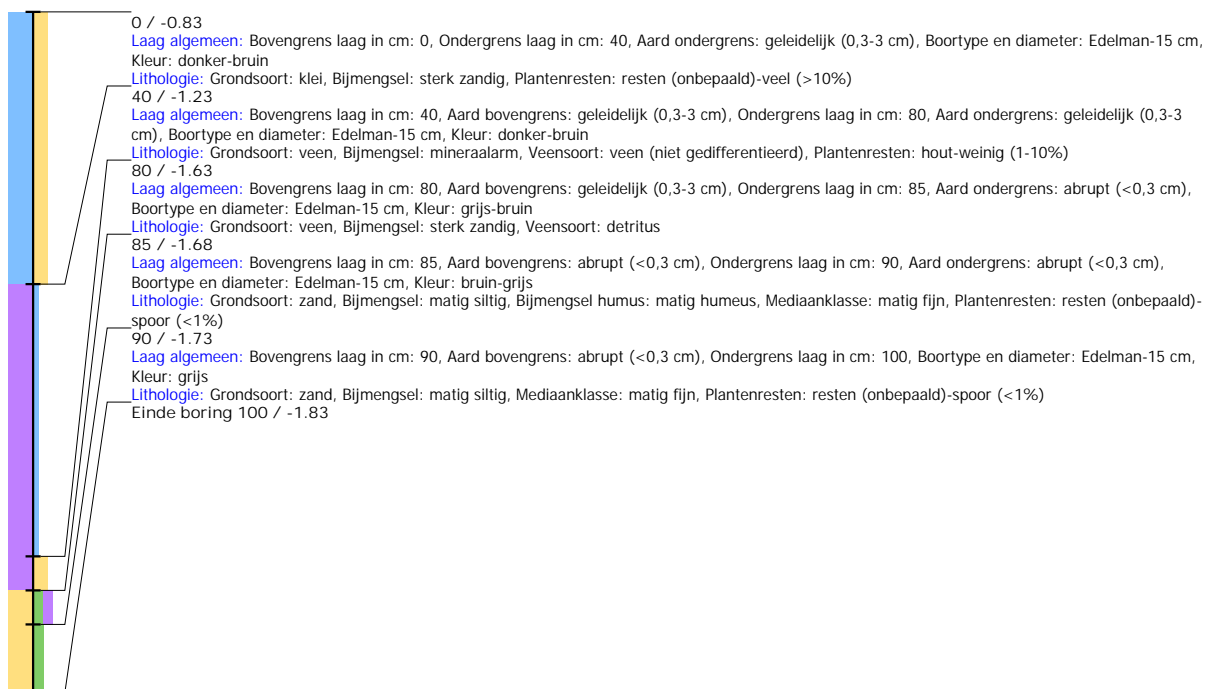 0 / -0.83
Laag algemeen: Bovengrens laag in cm: 0, Ondergrens laag in cm: 40, Aard ondergrens: geleidelijk (0,3-3 cm), Boortype en diameter: Edelman-15 cm,
Kleur: donker-bruin
Lithologie: Grondsoort: klei, Bijmengsel: sterk zandig, Plantenresten: resten (onbepaald)-veel (>10%)
40 / -1.23
Laag algemeen: Bovengrens laag in cm: 40, Aard bovengrens: geleidelijk (0,3-3 cm), Ondergrens laag in cm: 80, Aard ondergrens: geleidelijk (0,3-3
cm), Boortype en diameter: Edelman-15 cm, Kleur: donker-bruin
Lithologie: Grondsoort: veen, Bijmengsel: mineraalarm, Veensoort: veen (niet gedifferentieerd), Plantenresten: hout-weinig (1-10%)
80 / -1.63
Laag algemeen: Bovengrens laag in cm: 80, Aard bovengrens: geleidelijk (0,3-3 cm), Ondergrens laag in cm: 85, Aard ondergrens: abrupt (<0,3 cm),
Boortype en diameter: Edelman-15 cm, Kleur: grijs-bruin
Lithologie: Grondsoort: veen, Bijmengsel: sterk zandig, Veensoort: detritus
85 / -1.68
Laag algemeen: Bovengrens laag in cm: 85, Aard bovengrens: abrupt (<0,3 cm), Ondergrens laag in cm: 90, Aard ondergrens: abrupt (<0,3 cm),
Boortype en diameter: Edelman-15 cm, Kleur: bruin-grijs
Lithologie: Grondsoort: zand, Bijmengsel: matig siltig, Bijmengsel humus: matig humeus, Mediaanklasse: matig fijn, Plantenresten: resten (onbepaald)-
spoor (<1%)
90 / -1.73
Laag algemeen: Bovengrens laag in cm: 90, Aard bovengrens: abrupt (<0,3 cm), Ondergrens laag in cm: 100, Boortype en diameter: Edelman-15 cm,
Kleur: grijs
Lithologie: Grondsoort: zand, Bijmengsel: matig siltig, Mediaanklasse: matig fijn, Plantenresten: resten (onbepaald)-spoor (<1%)
Einde boring 100 / -1.83